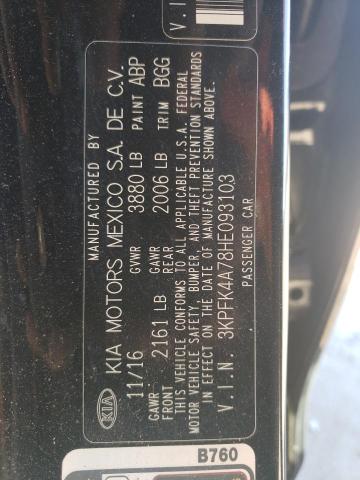 MANUFACTURED BY
KIA KIA MOTORS MEXICO S.A. DE C.V.
11/16 GVWR 3880 LB PAINT ABP
GAWR FRONT 2161 LB GAWR REAR 2006 LB TRIM BGG
THIS VEHICLE CONFORMS TO ALL APPLICABLE U.S.A. FEDERAL
MOTOR VEHICLE SAFETY, BUMPER, AND THEFT PREVENTION STANDARDS
IN EFFECT ON THE DATE OF MANUFACTURE SHOWN ABOVE.
V.I.N. 3KPFK4A78HE093103
PASSENGER CAR
V.I
B760